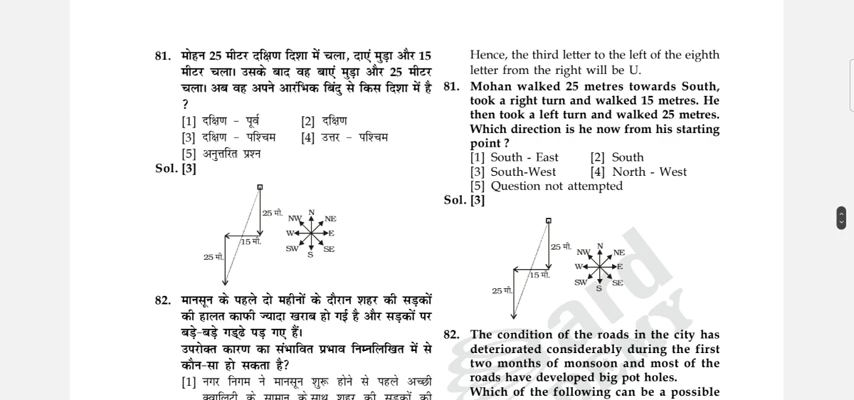 81. मोहन 25 मीटर दक्षिण दिशा में चला, दाएं मुड़ा और 15
मीटर चला। उसके बाद वह बाएं मुड़ा और 25 मीटर
चला। अब वह अपने आरंभिक बिंदु से किस दिशा में है
?
[1] दक्षिण - पूर्व [2] दक्षिण
[3] दक्षिण - पश्चिम [4] उत्तर - पश्चिम
[5] अनुत्तरित प्रश्न
Sol. [3]
25 मी.
15 मी.
25 मी.
N
NW NE
W E
SW SE
S
82. मानसून के पहले दो महीनों के दौरान शहर की सड़कों
की हालत काफी ज्यादा खराब हो गई है और सड़कों पर
बड़े-बड़े गड्ढे पड़ गए हैं।
उपरोक्त कारण का संभावित प्रभाव निम्नलिखित में से
कौन-सा हो सकता है?
[1] नगर निगम ने मानसून शुरू होने से पहले अच्छी
क्वालिटी के सामान के साथ शहर की सड़कों की
Hence, the third letter to the left of the eighth
letter from the right will be U.
81. Mohan walked 25 metres towards South,
took a right turn and walked 15 metres. He
then took a left turn and walked 25 metres.
Which direction is he now from his starting
point ?
[1] South - East [2] South
[3] South-West [4] North - West
[5] Question not attempted
Sol. [3]
25 मी.
15 मी.
25 मी.
N
NW NE
W E
SW SE
S
82. The condition of the roads in the city has
deteriorated considerably during the first
two months of monsoon and most of the
roads have developed big pot holes.
Which of the following can be a possible